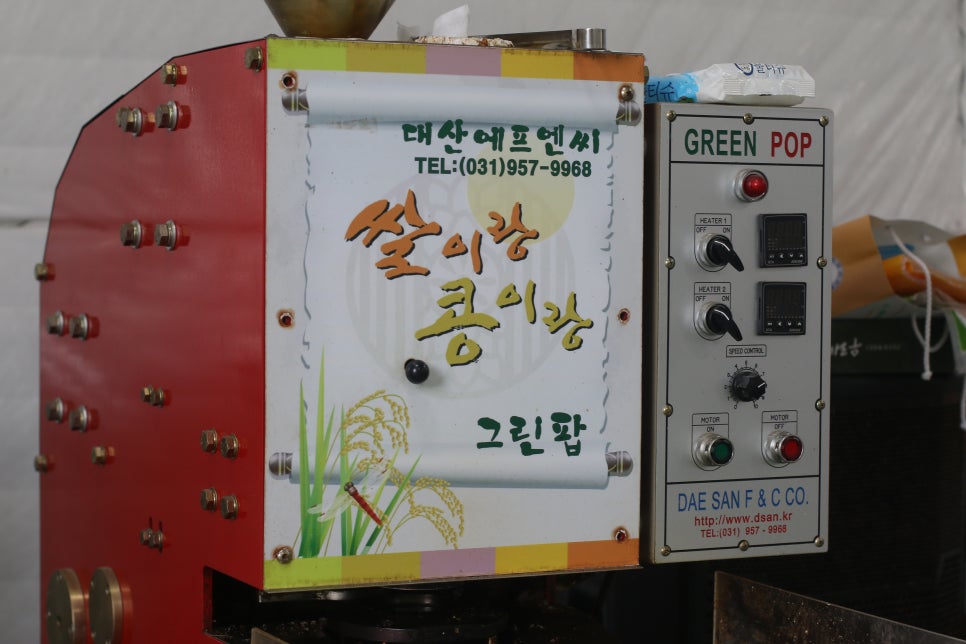 대산에프엔씨
TEL:(031)957-9968
쌀이랑
콩이랑
그린팝
GREEN POP
HEATER 1
OFF ON
HEATER 2
OFF ON
SPEED CONTROL
MOTOR
ON
MOTOR
OFF
DAE SAN F & C CO.
http://www.dsan.kr
TEL:(031) 957 - 9968